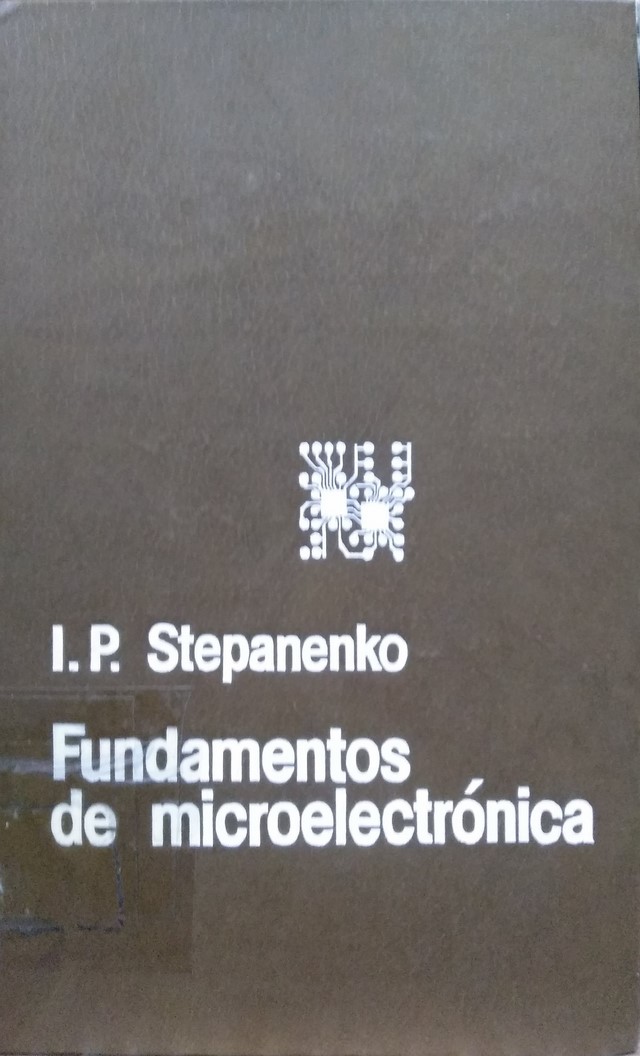 I. P. Stepanenko
Fundamentos
de microelectrónica